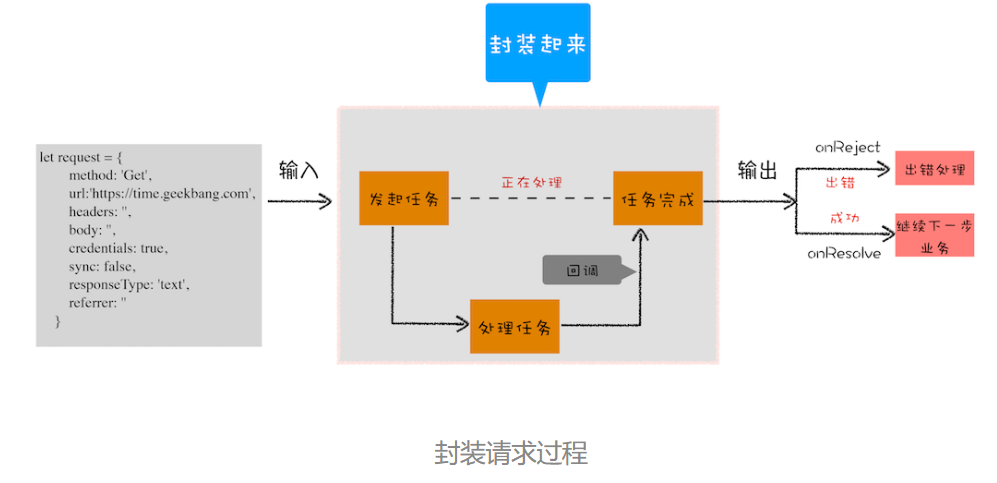 封装起来
let request = {
method: 'Get',
url:'https://time.geekbang.com',
headers: '',
body: '',
credentials: true,
sync: false,
responseType: 'text',
referrer: ''
}
输入
发起任务
正在处理
任务完成
回调
处理任务
输出
onReject
出错
出错处理
成功
onResolve
继续下一步
业务
封装请求过程